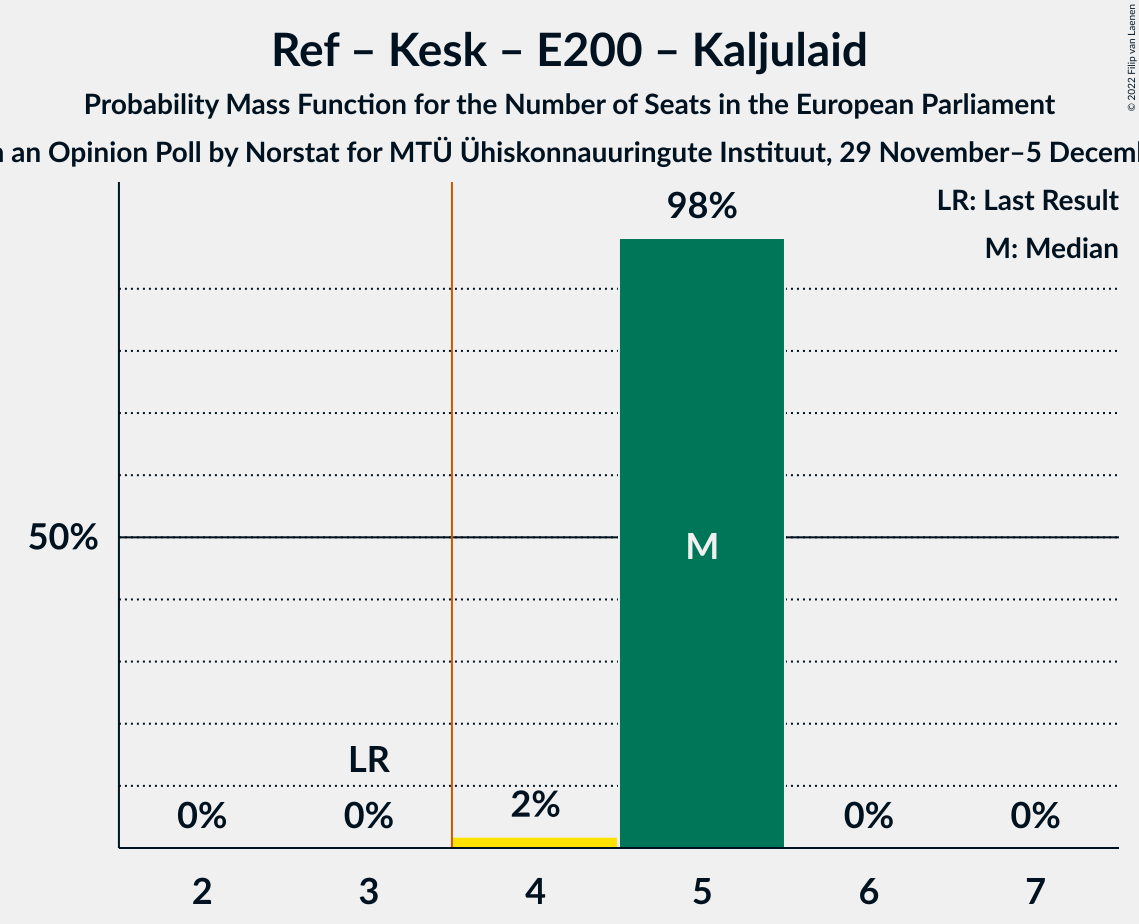 Ref – Kesk – E200 – Kaljulaid
Probability Mass Function for the Number of Seats in the European Parliament
an Opinion Poll by Norstat for MTÜ Ühiskonnauuringute Instituut, 29 November–5
© 2022 Filip van Laenen
LR: Last Result
M: Median
98%
50%
M
LR
0%
0%
2%
0%
0%
2
3
4
5
6
7